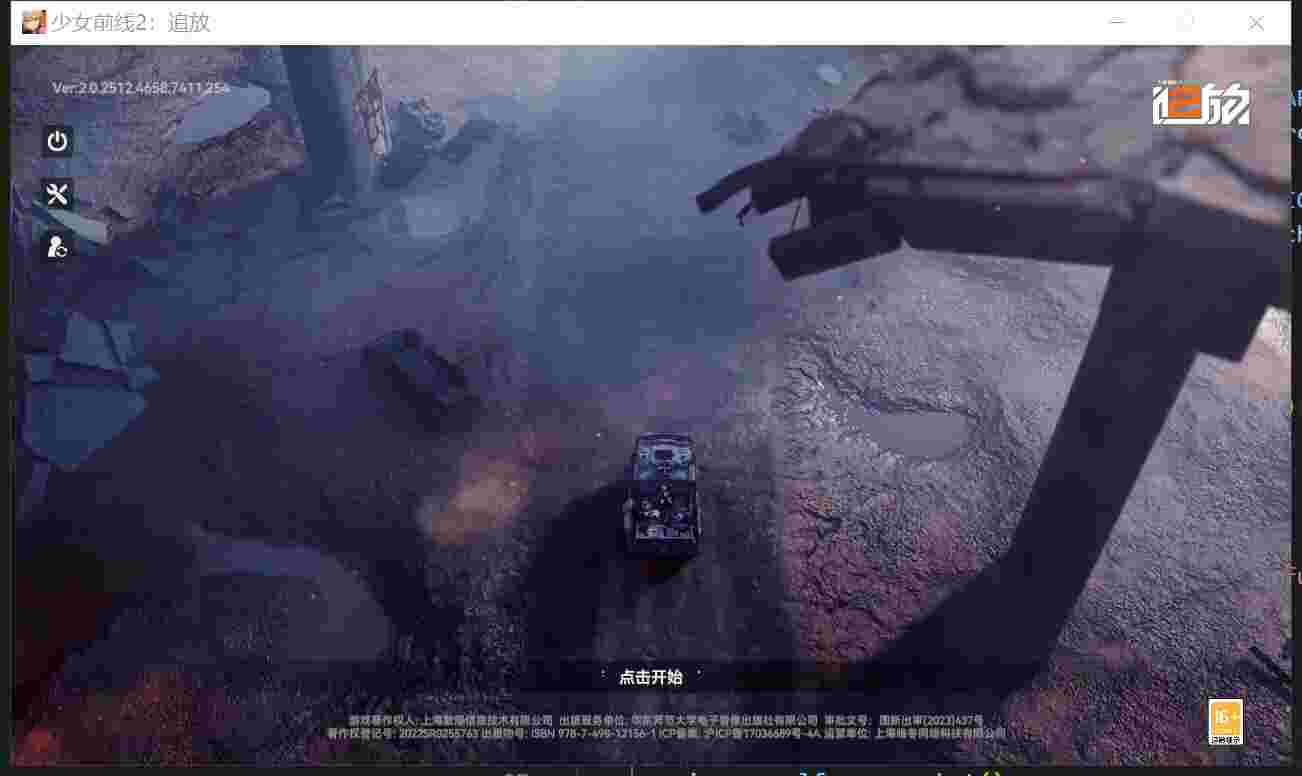 少女前线2：追放
Ver:2.0.2512.4658.7411.254
追放
点击开始
游戏著作权人: 上海散爆信息技术有限公司 出版服务单位: 华东师范大学电子音像出版社有限公司 审批文号: 国新出审[2023]437号
著作权登记号: 2022SR0255763 出版物号: ISBN 978-7-498-12156-1 ICP备案: 沪ICP备17036689号-4A 运营单位: 上海暗夸网络科技有限公司
16+
适龄提示